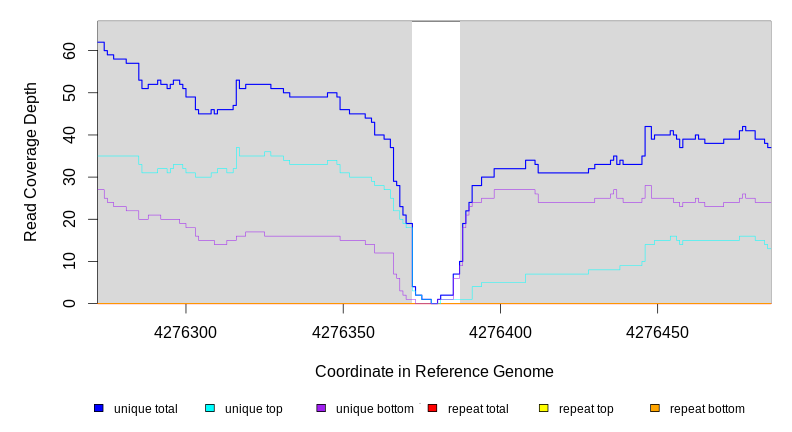 Read Coverage Depth
60
50
40
30
20
10
0
4276300 4276350 4276400 4276450
Coordinate in Reference Genome
unique total unique top unique bottom repeat total repeat top repeat bottom